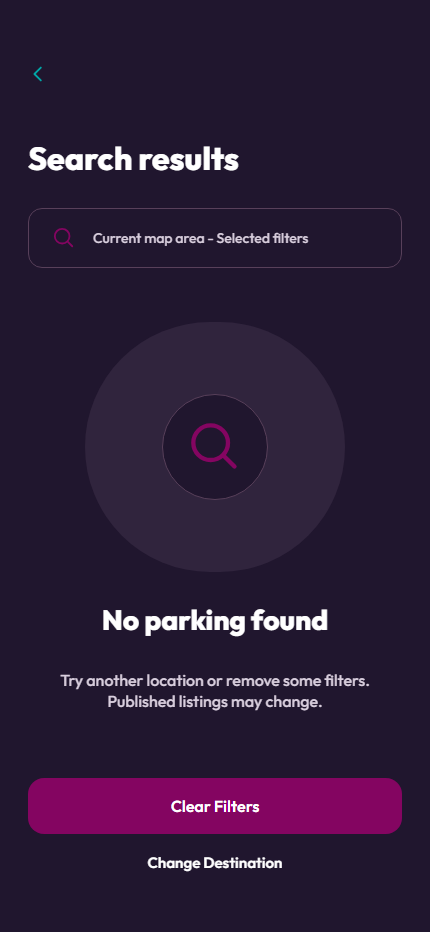 Search results
Current map area - Selected filters
No parking found
Try another location or remove some filters.
Published listings may change.
Clear Filters
Change Destination